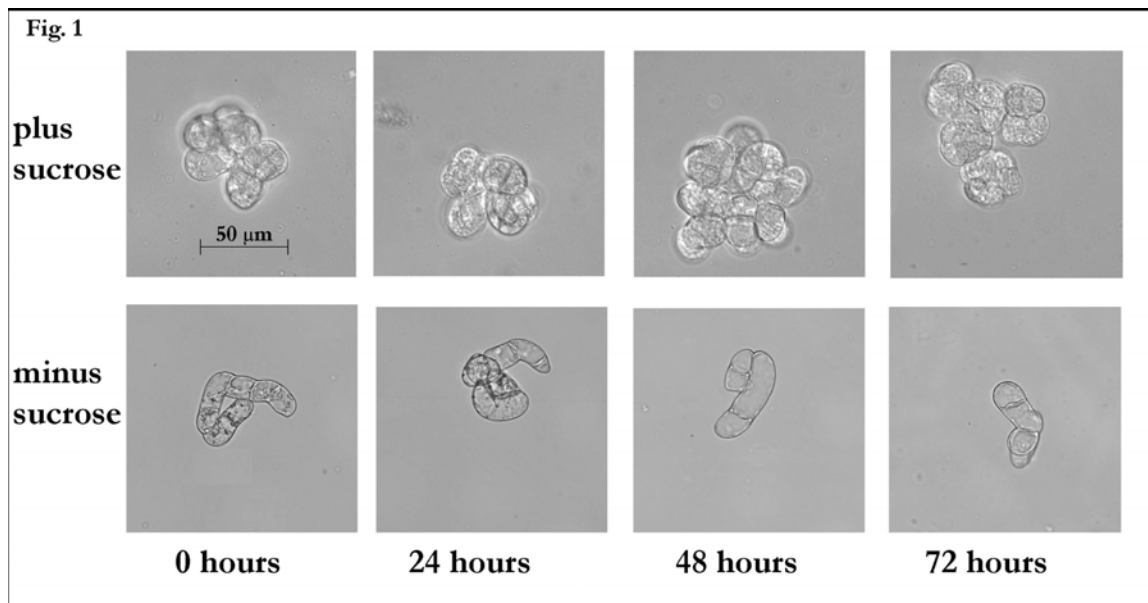 Fig. 1
plus
sucrose
50 μm
minus
sucrose
0 hours
24 hours
48 hours
72 hours